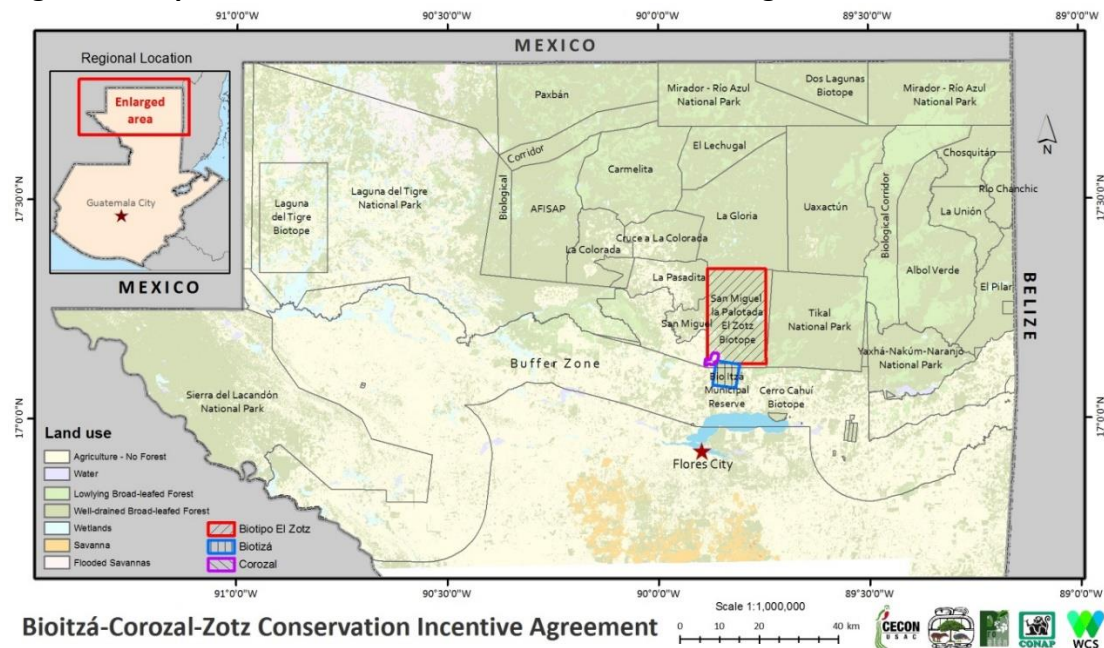 91°0'0"W
90°30'0"W
90°0'0"W
89°30'0"W
89°0'0"W
MEXICO
Regional Location
Enlarged
area
Guatemala City
MEXICO
BELIZE
N
17°30'0"N
17°0'0"N
17°30'0"N
17°0'0"N
Paxbán
Mirador - Río Azul
National Park
Dos Lagunas
Biotope
Mirador - Río Azul
National Park
Biological
Corridor
Carmelita
El Lechugal
Chosquitán
Río Chanchic
Laguna del Tigre
National Park
Laguna
del Tigre
Biotope
AFISAP
La Gloria
Uaxactún
Biological Corridor
La Unión
Cruce a La Colorada
La Colorada
La Pasadita
Albol Verde
El Pilar
San Miguel
la Palotada
El Zotz
Biotope
San Miguel
Tikal
National Park
Yaxhá-Nakúm-Naranjo
National Park
Buffer Zone
Bio Itza
Municipal
Reserve
Cerro Cahuí
Biotope
Sierra del Lacandón
National Park
Flores City
Land use
Agriculture - No Forest
Water
Lowlying Broad-leafed Forest
Well-drained Broad-leafed Forest
Wetlands
Savanna
Flooded Savannas
Biotipo El Zotz
Biotizá
Corozal
91°0'0"W
90°30'0"W
90°0'0"W
89°30'0"W
89°0'0"W
Bioitzá-Corozal-Zotz Conservation Incentive Agreement
Scale 1:1,000,000
0 10 20 40 km
CECON
USAC
CONAP
WCS